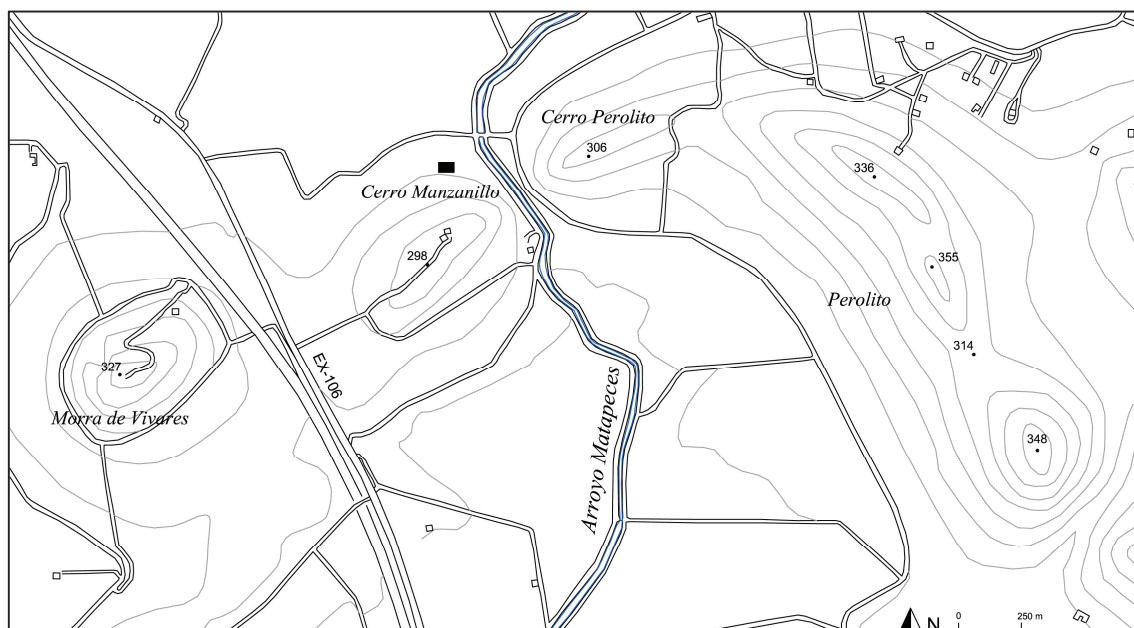 Cerro Perolito
306
336
Cerro Manzanillo
298
355
Perolito
314
EX-106
327
Morra de Vivares
Arroyo Matapeces
348
N
0
250 m